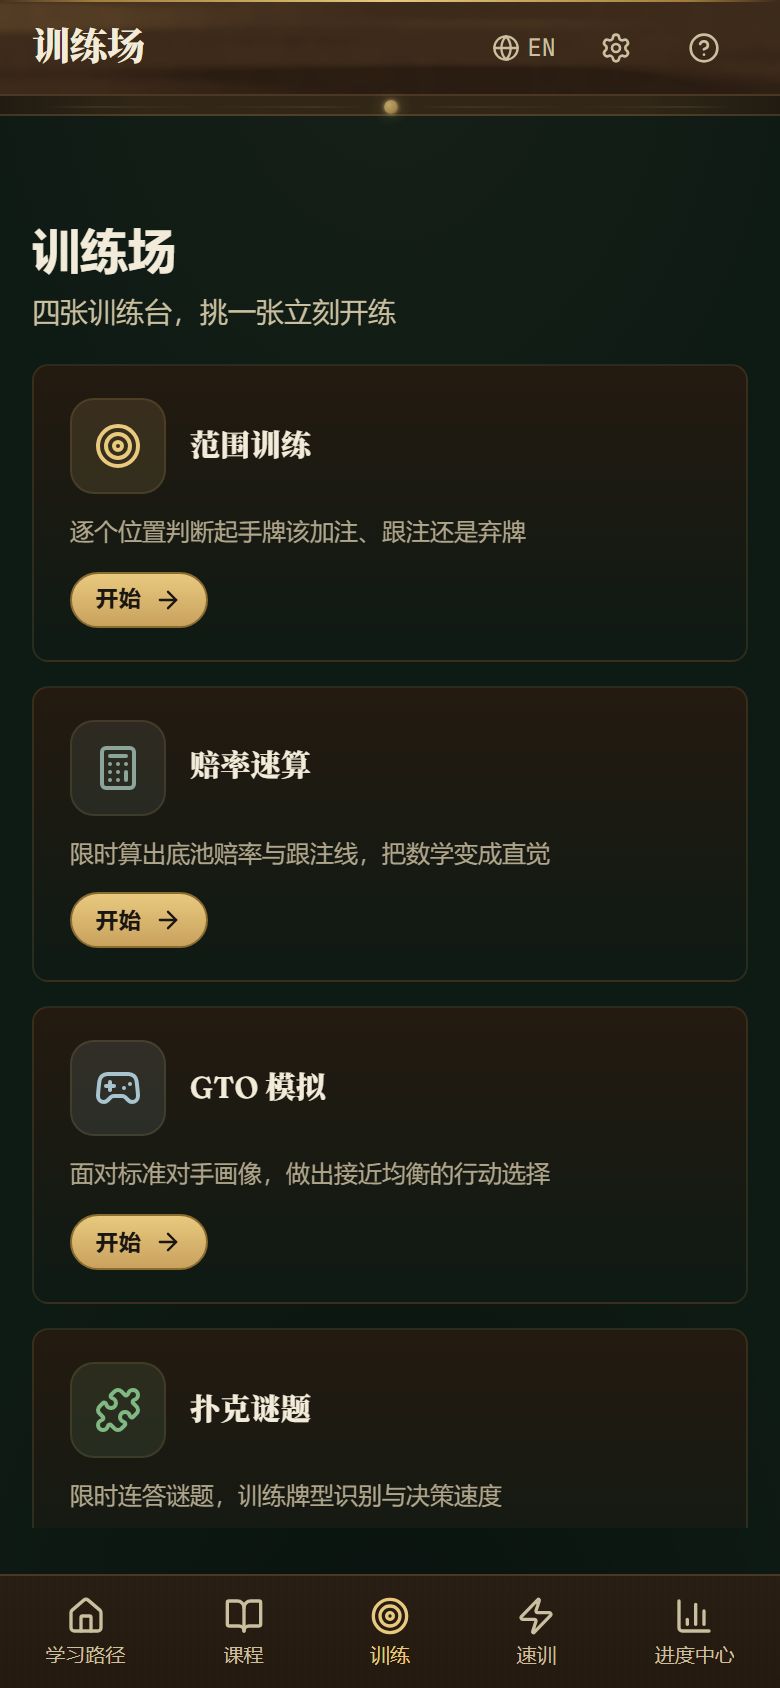 训练场
EN
训练场
四张训练台，挑一张立刻开练
范围训练
逐个位置判断起手牌该加注、跟注还是弃牌
开始
赔率速算
限时算出底池赔率与跟注线，把数学变成直觉
开始
GTO 模拟
面对标准对手画像，做出接近均衡的行动选择
开始
扑克谜题
限时连答谜题，训练牌型识别与决策速度
学习路径
课程
训练
速训
进度中心